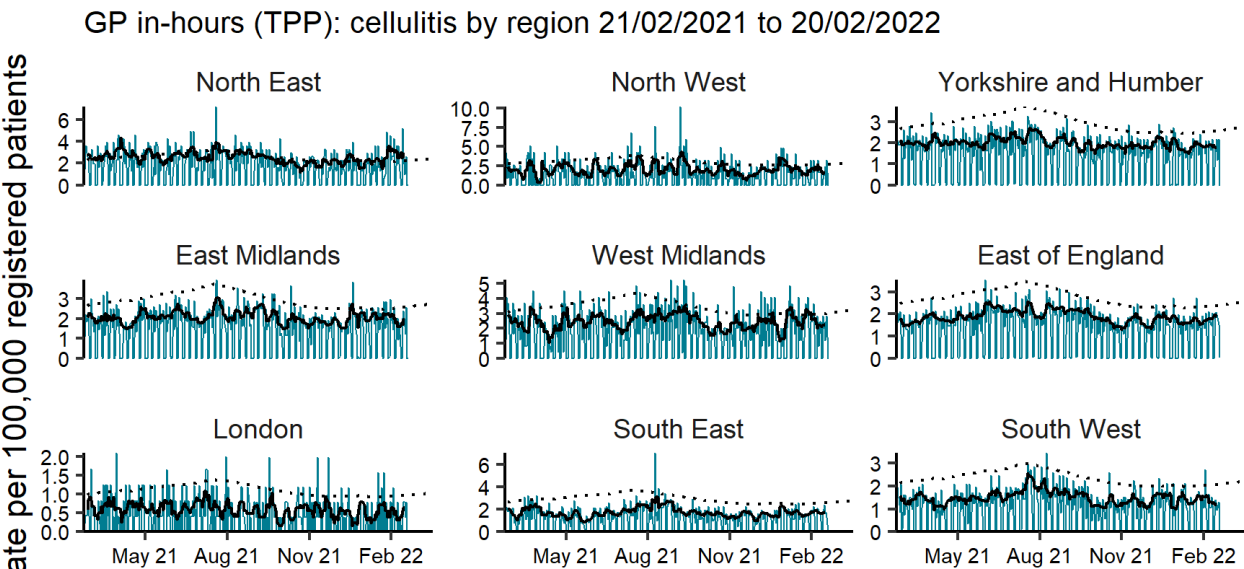 GP in-hours (TPP): cellulitis by region 21/02/2021 to 20/02/2022
ate per 100,000 registered patients
North East
North West
Yorkshire and Humber
6
4
2
0
10.0
7.5
5.0
2.5
0.0
3
2
1
0
East Midlands
West Midlands
East of England
3
2
1
0
5
4
3
2
1
0
3
2
1
0
London
South East
South West
2.0
1.5
1.0
0.5
0.0
6
4
2
0
3
2
1
0
May 21 Aug 21 Nov 21 Feb 22
May 21 Aug 21 Nov 21 Feb 22
May 21 Aug 21 Nov 21 Feb 22